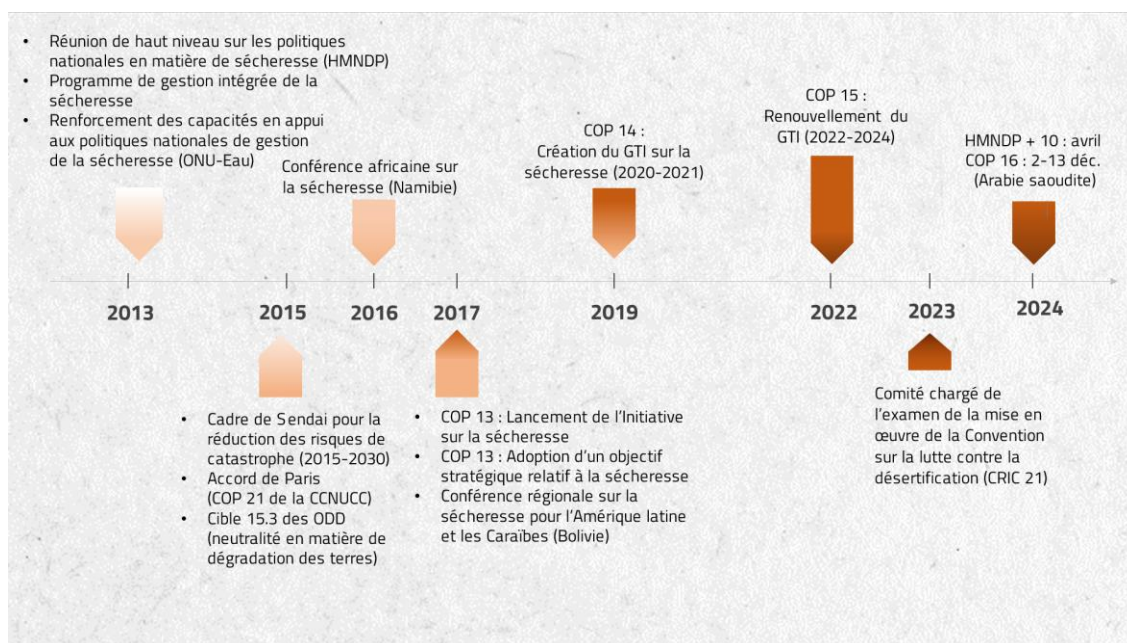 • Réunion de haut niveau sur les politiques
nationales en matière de sécheresse (HMNDP)
• Programme de gestion intégrée de la
sécheresse
• Renforcement des capacités en appui
aux politiques nationales de gestion
de la sécheresse (ONU-Eau)
Conférence africaine sur
la sécheresse (Namibie)
COP 14 :
Création du GTI sur la
sécheresse (2020-2021)
COP 15 :
Renouvellement du
GTI (2022-2024)
HMNDP + 10 : avril
COP 16 : 2-13 déc.
(Arabie saoudite)
2013 2015 2016 2017 2019 2022 2023 2024
• Cadre de Sendai pour la
réduction des risques de
catastrophe (2015-2030)
• Accord de Paris
(COP 21 de la CCNUCC)
• Cible 15.3 des ODD
(neutralité en matière de
dégradation des terres)
• COP 13 : Lancement de l’Initiative
sur la sécheresse
• COP 13 : Adoption d’un objectif
stratégique relatif à la sécheresse
• Conférence régionale sur la
sécheresse pour l’Amérique latine
et les Caraïbes (Bolivie)
Comité chargé de
l’examen de la mise en
œuvre de la Convention
sur la lutte contre la
désertification (CRIC 21)